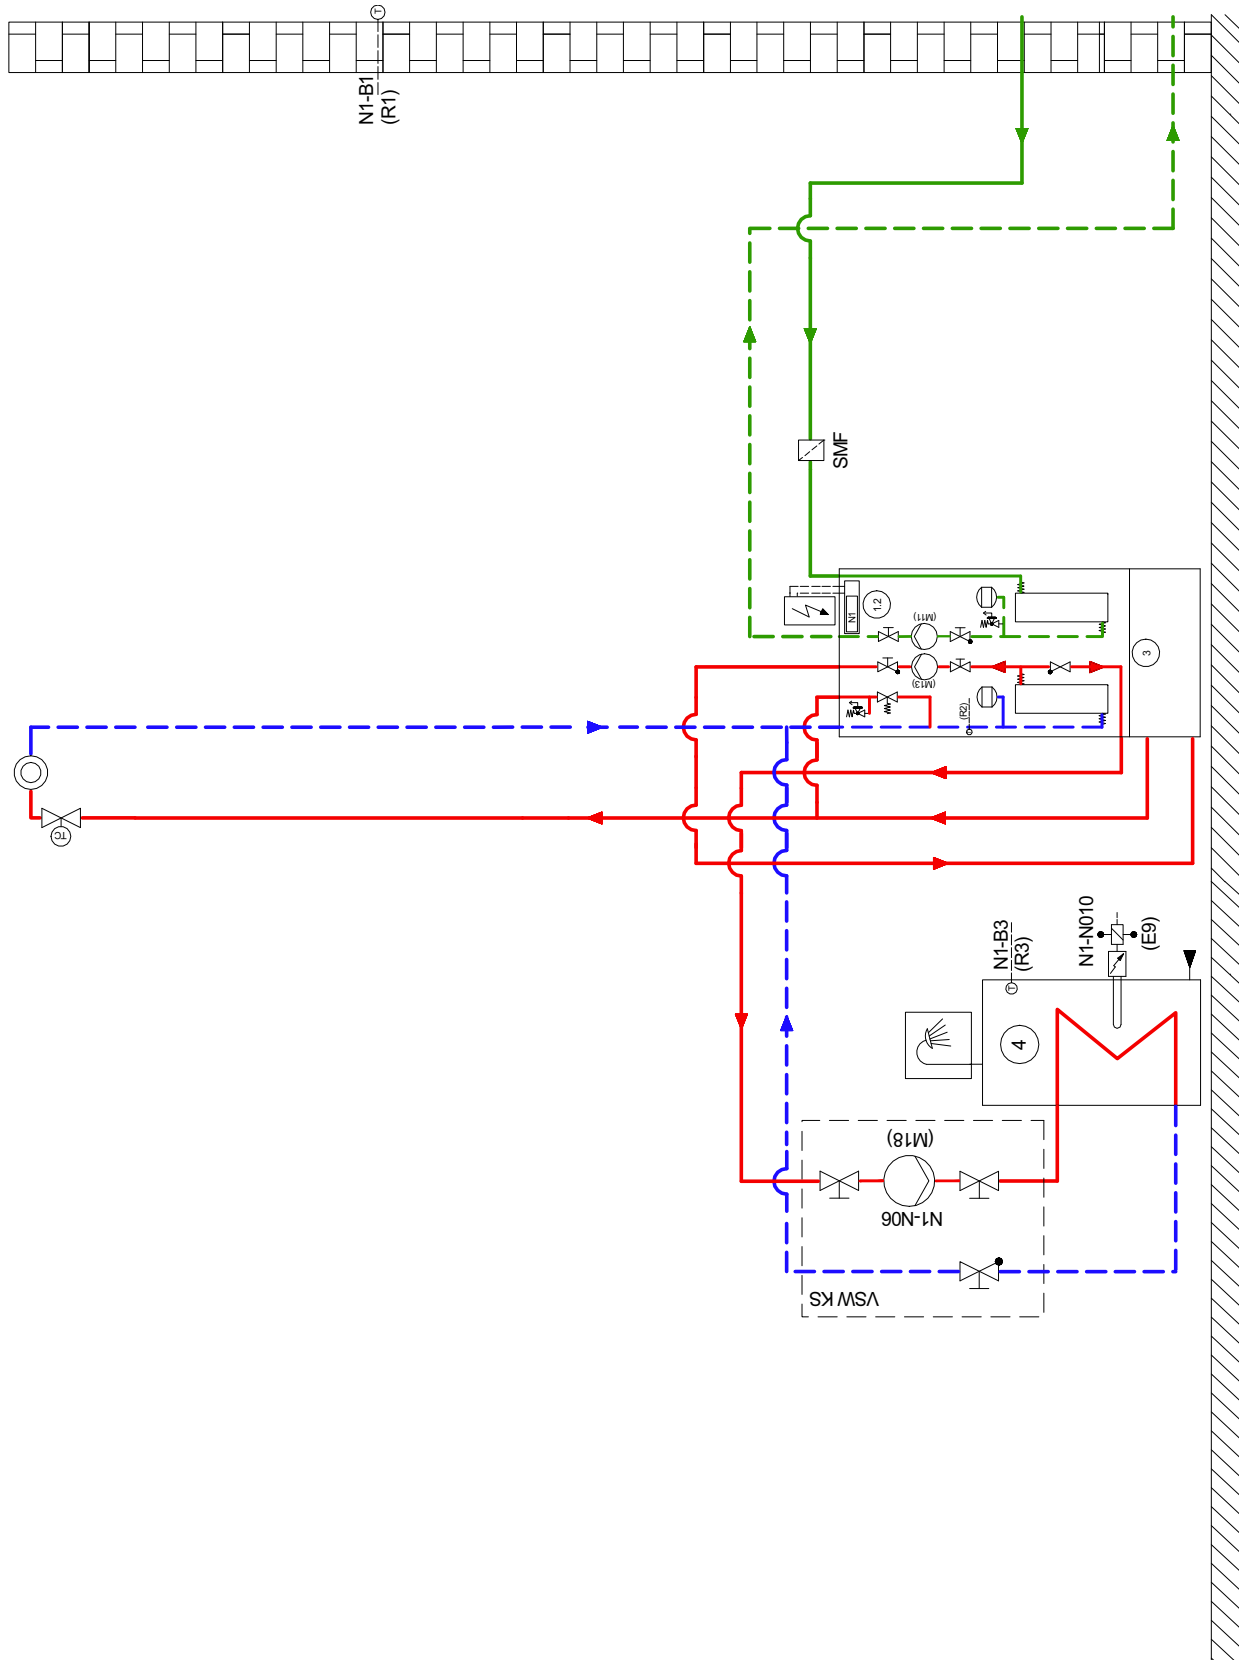 T
N1-B1
(R1)
SMF
N1
1.2
(M11)
(M13)
(R2)
3
TC
N1-B3
(R3)
T
N1-N010
(E9)
4
(M18)
N1-N06
VSW KS